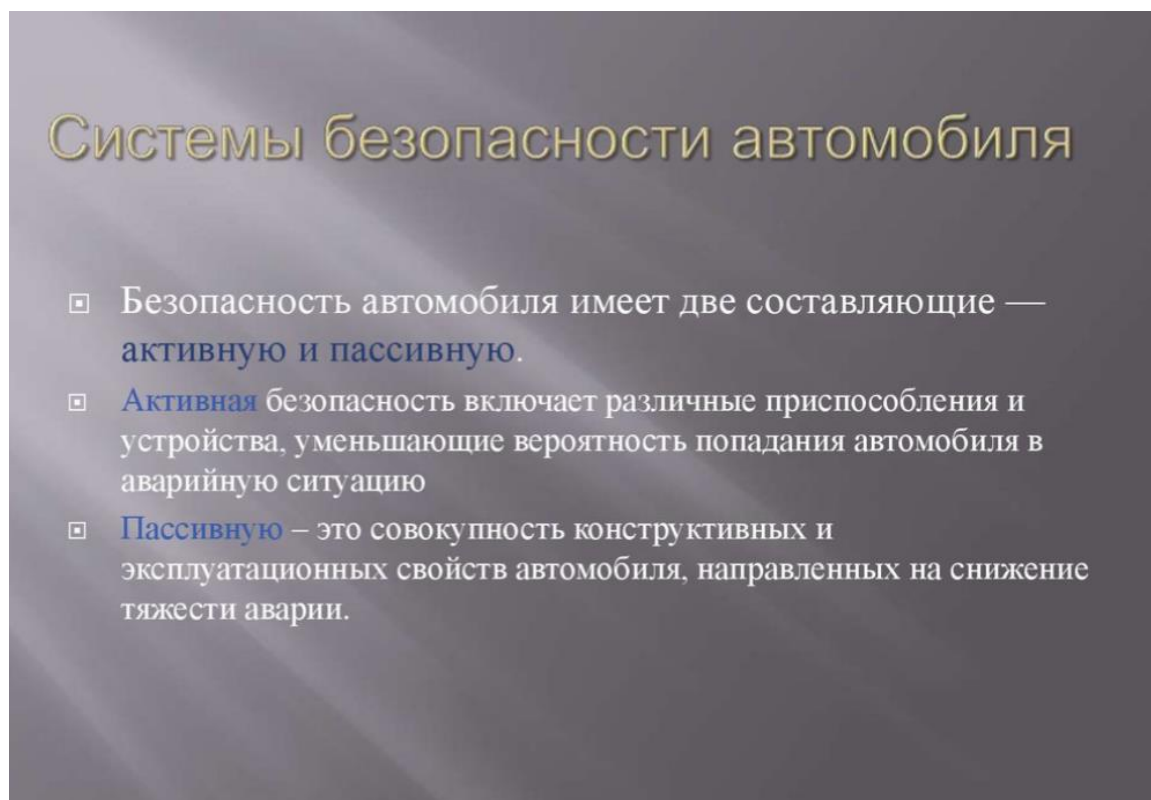 Системы безопасности автомобиля
Безопасность автомобиля имеет две составляющие —
активную и пассивную.
Активная безопасность включает различные приспособления и
устройства, уменьшающие вероятность попадания автомобиля в
аварийную ситуацию
Пассивную – это совокупность конструктивных и
эксплуатационных свойств автомобиля, направленных на снижение
тяжести аварии.